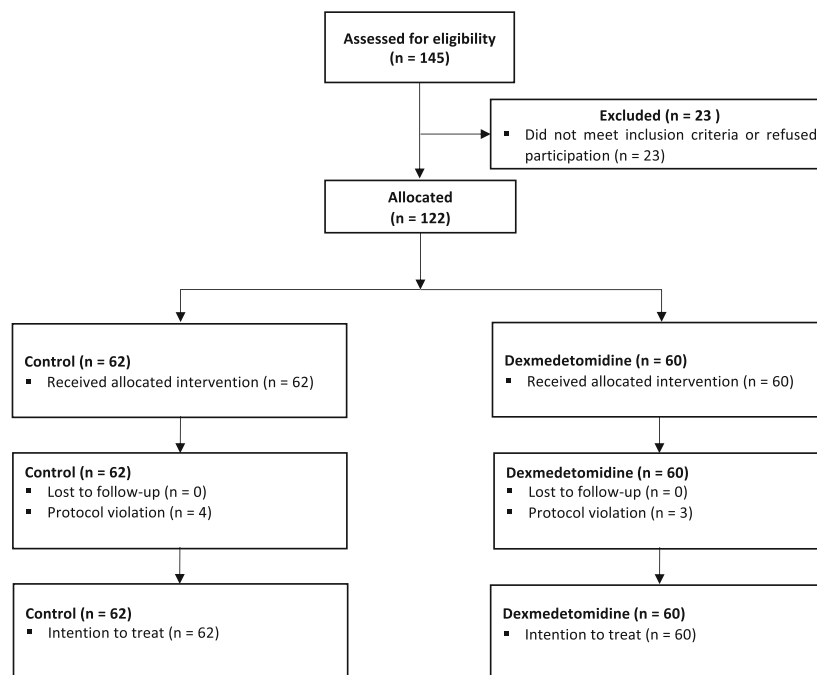 Assessed for eligibility
(n = 145)
Excluded (n = 23 )
▪ Did not meet inclusion criteria or refused
participation (n = 23)
Allocated
(n = 122)
Control (n = 62)
▪ Received allocated intervention (n = 62)
Dexmedetomidine (n = 60)
▪ Received allocated intervention (n = 60)
Control (n = 62)
▪ Lost to follow-up (n = 0)
▪ Protocol violation (n = 4)
Dexmedetomidine (n = 60)
▪ Lost to follow-up (n = 0)
▪ Protocol violation (n = 3)
Control (n = 62)
▪ Intention to treat (n = 62)
Dexmedetomidine (n = 60)
▪ Intention to treat (n = 60)